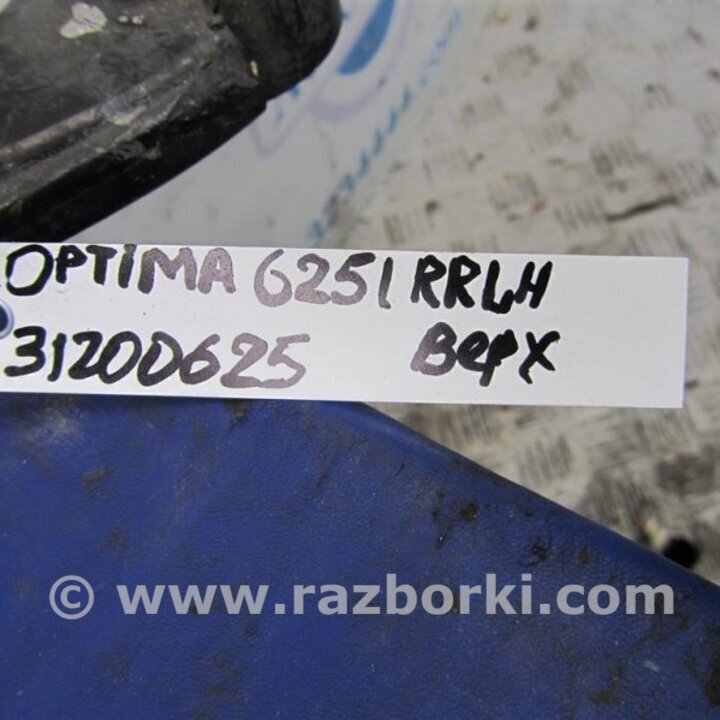 OPTIMA 6251 RRLH
31200625 Верх
© www.razborki.com